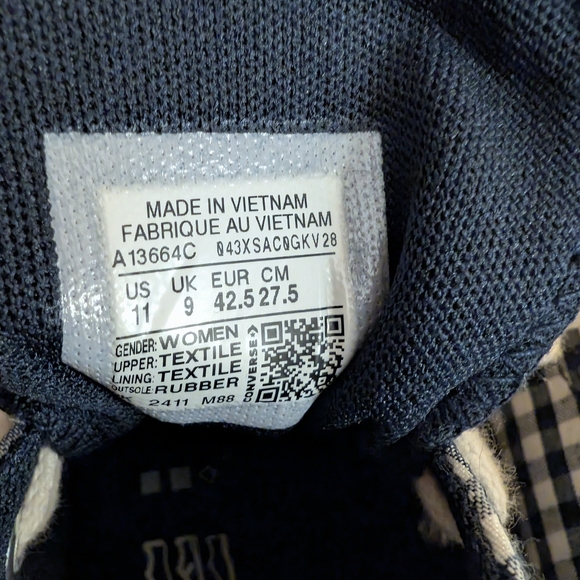 MADE IN VIETNAM
FABRIQUE AU VIETNAM
A13664C 043XSAC0GKV28
US UK EUR CM
11 9 42.5 27.5
GENDER: WOMEN
UPPER: TEXTILE
LINING: TEXTILE
OUTSOLE: RUBBER
2411 M88
CONVERSE